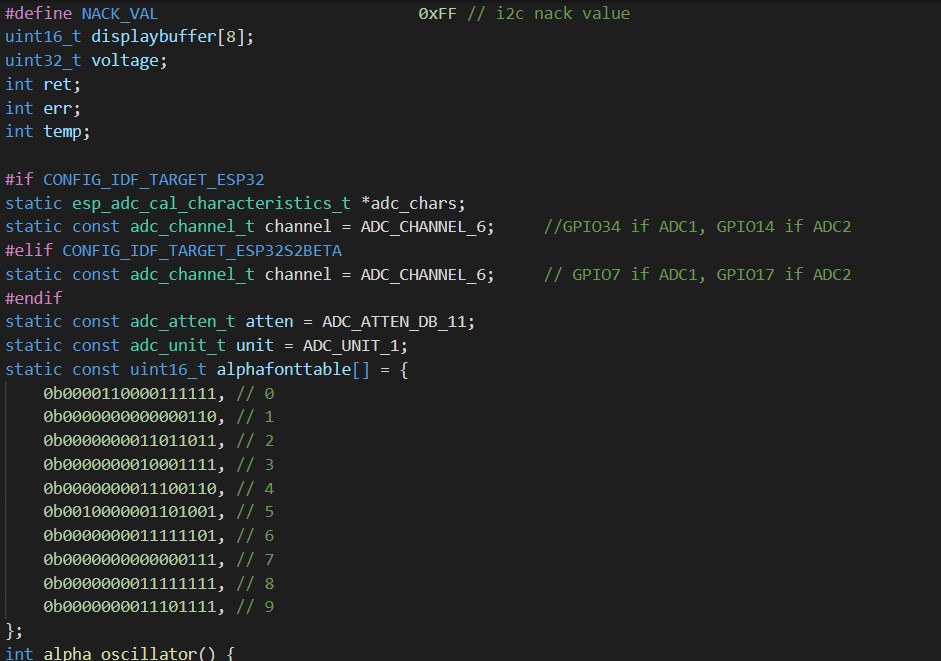 #define NACK_VAL                           0xFF // i2c nack value
uint16_t displaybuffer[8];
uint32_t voltage;
int ret;
int err;
int temp;

#if CONFIG_IDF_TARGET_ESP32
static esp_adc_cal_characteristics_t *adc_chars;
static const adc_channel_t channel = ADC_CHANNEL_6;     //GPIO34 if ADC1, GPIO14 if ADC2
#elif CONFIG_IDF_TARGET_ESP32S2BETA
static const adc_channel_t channel = ADC_CHANNEL_6;     // GPIO7 if ADC1, GPIO17 if ADC2
#endif
static const adc_atten_t atten = ADC_ATTEN_DB_11;
static const adc_unit_t unit = ADC_UNIT_1;
static const uint16_t alphafonttable[] = {
    0b0000110000111111, // 0
    0b0000000000000110, // 1
    0b0000000011011011, // 2
    0b0000000010001111, // 3
    0b0000000011100110, // 4
    0b0010000001101001, // 5
    0b0000000011111101, // 6
    0b0000000000000111, // 7
    0b0000000011111111, // 8
    0b0000000011101111, // 9
};
int alpha_oscillator() {